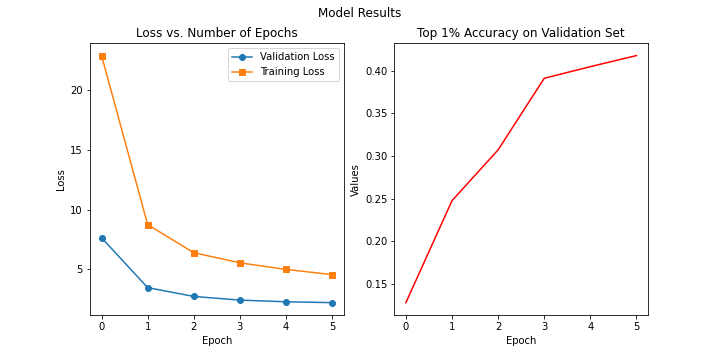 Model Results
Loss vs. Number of Epochs
Validation Loss
Training Loss
20
15
10
5
Loss
0 1 2 3 4 5
Epoch
Top 1% Accuracy on Validation Set
0.40
0.35
0.30
0.25
0.20
0.15
Values
0 1 2 3 4 5
Epoch